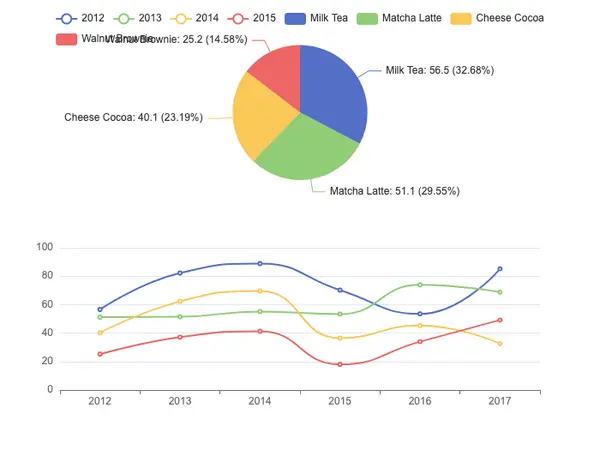 2012 2013 2014 2015 Milk Tea Matcha Latte Cheese Cocoa
Walnut Brownie
Walnut Brownie: 25.2 (14.58%)
Milk Tea: 56.5 (32.68%)
Cheese Cocoa: 40.1 (23.19%)
Matcha Latte: 51.1 (29.55%)
100
80
60
40
20
0
2012 2013 2014 2015 2016 2017